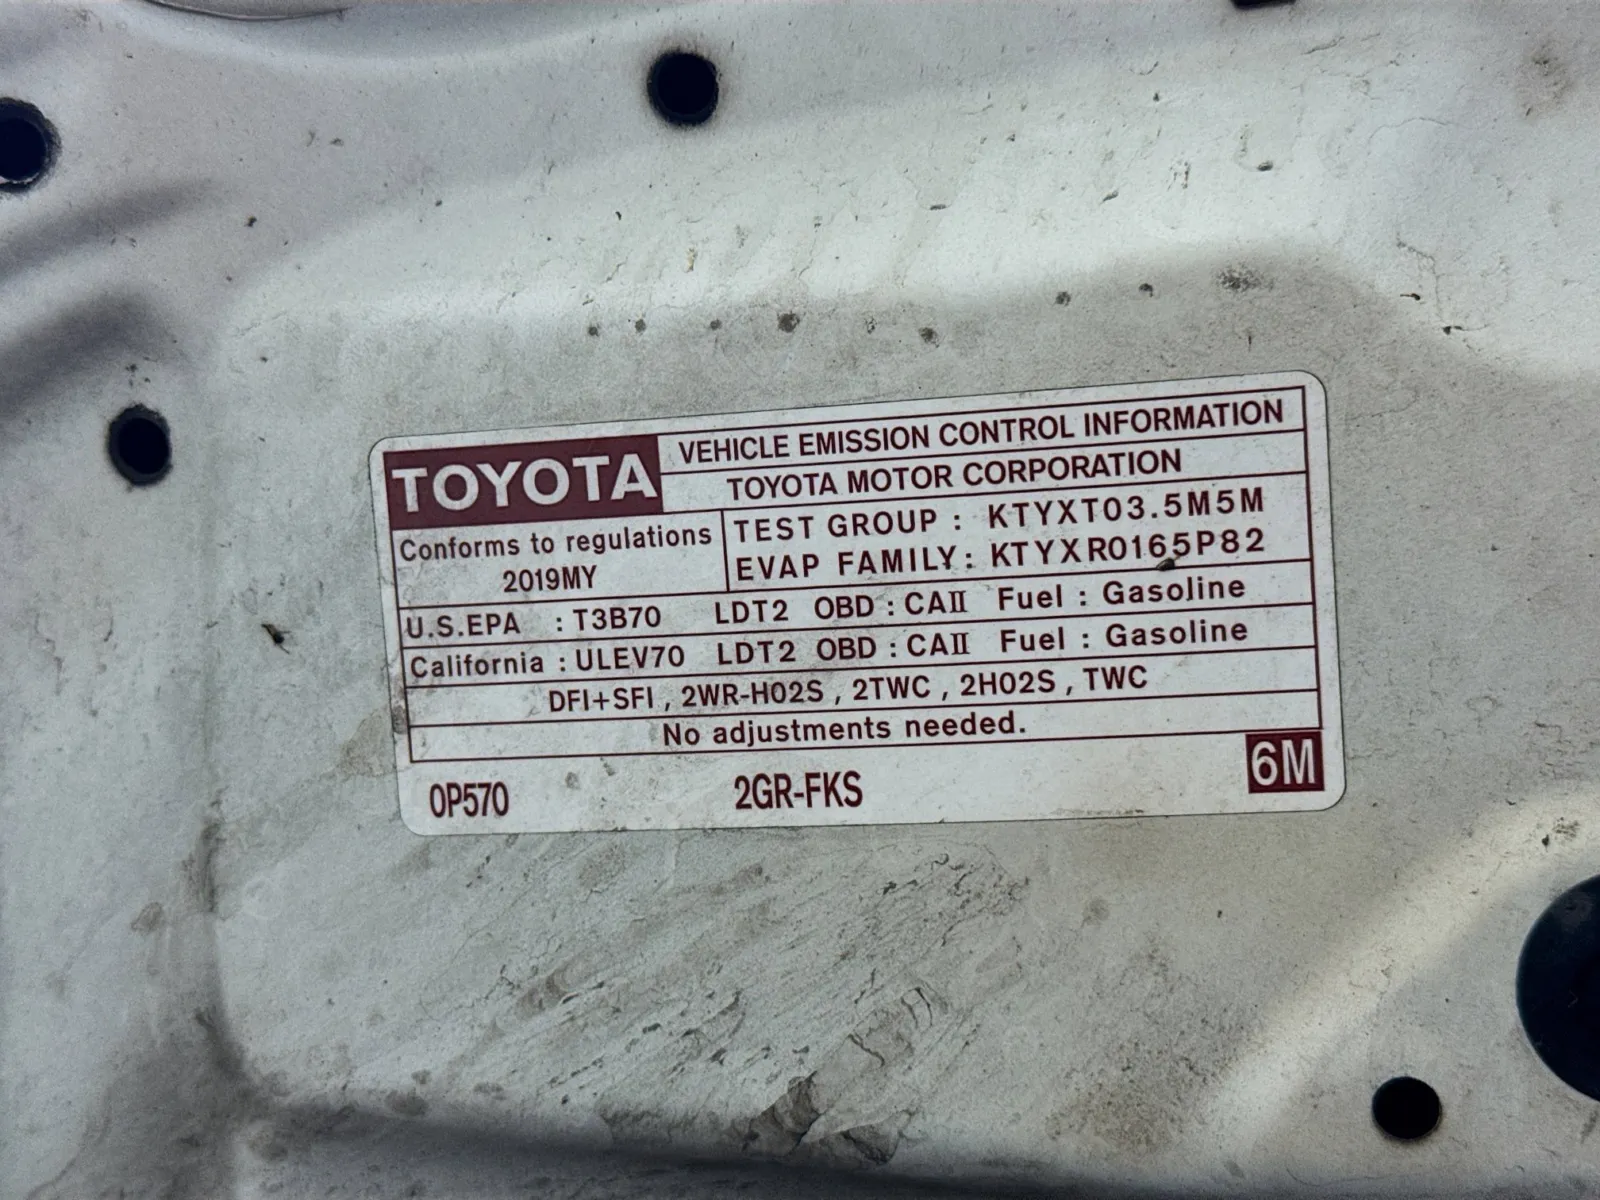 TOYOTA
VEHICLE EMISSION CONTROL INFORMATION
TOYOTA MOTOR CORPORATION
Conforms to regulations
2019MY
TEST GROUP : KTYXT03.5M5M
EVAP FAMILY: KTYXR0165P82
U.S.EPA : T3B70 LDT2 OBD : CAII Fuel : Gasoline
California : ULEV70 LDT2 OBD : CAII Fuel : Gasoline
DFI+SFI , 2WR-HO2S , 2TWC , 2HO2S , TWC
No adjustments needed.
0P570
2GR-FKS
6M